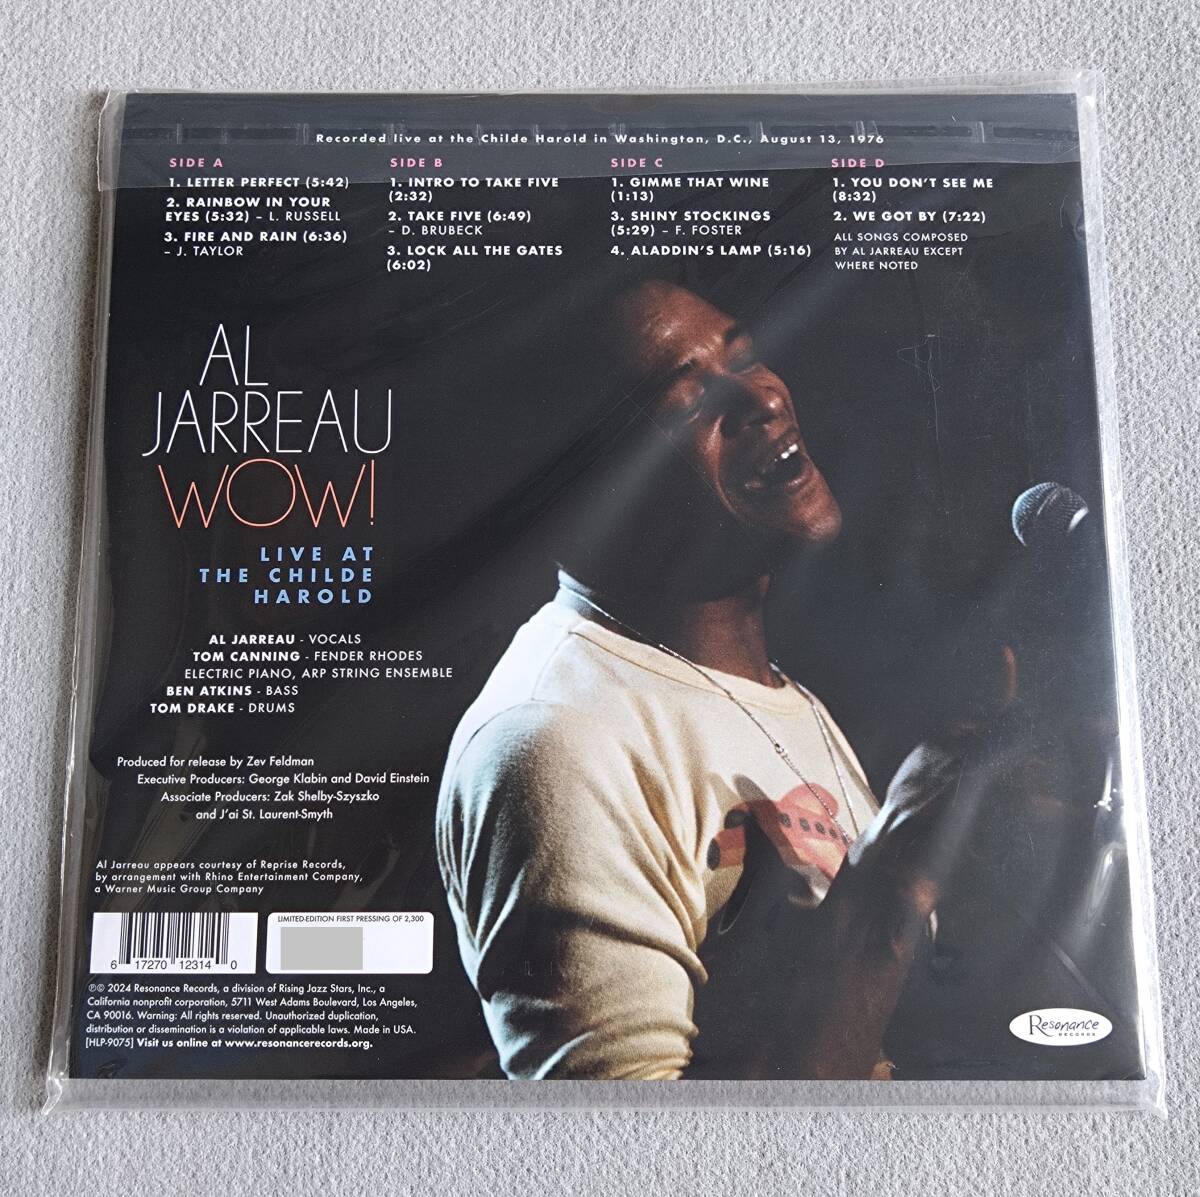 Recorded live at the Childe Harold in Washington, D.C., August 13, 1976
SIDE A
1. LETTER PERFECT (5:42)
2. RAINBOW IN YOUR
EYES (5:32) – L. RUSSELL
3. FIRE AND RAIN (6:36)
– J. TAYLOR
SIDE B
1. INTRO TO TAKE FIVE
(2:32)
2. TAKE FIVE (6:49)
– D. BRUBECK
3. LOCK ALL THE GATES
(6:02)
SIDE C
1. GIMME THAT WINE
(1:13)
3. SHINY STOCKINGS
(5:29) – F. FOSTER
4. ALADDIN'S LAMP (5:16)
SIDE D
1. YOU DON'T SEE ME
(8:32)
2. WE GOT BY (7:22)
ALL SONGS COMPOSED
BY AL JARREAU EXCEPT
WHERE NOTED
AL
JARREAU
WOW!
LIVE AT
THE CHILDE
HAROLD
AL JARREAU - VOCALS
TOM CANNING - FENDER RHODES
ELECTRIC PIANO, ARP STRING ENSEMBLE
BEN ATKINS - BASS
TOM DRAKE - DRUMS
Produced for release by Zev Feldman
Executive Producers: George Klabin and David Einstein
Associate Producers: Zak Shelby-Szyszko
and J'ai St. Laurent-Smyth
Al Jarreau appears courtesy of Reprise Records,
by arrangement with Rhino Entertainment Company,
a Warner Music Group Company
6 17270 12314 0
LIMITED-EDITION FIRST PRESSING OF 2,300
℗© 2024 Resonance Records, a division of Rising Jazz Stars, Inc., a
California nonprofit corporation, 5711 West Adams Boulevard, Los Angeles,
CA 90016. Warning: All rights reserved. Unauthorized duplication,
distribution or dissemination is a violation of applicable laws. Made in USA.
[HLP-9075] Visit us online at www.resonancerecords.org.
Resonance
RECORDS